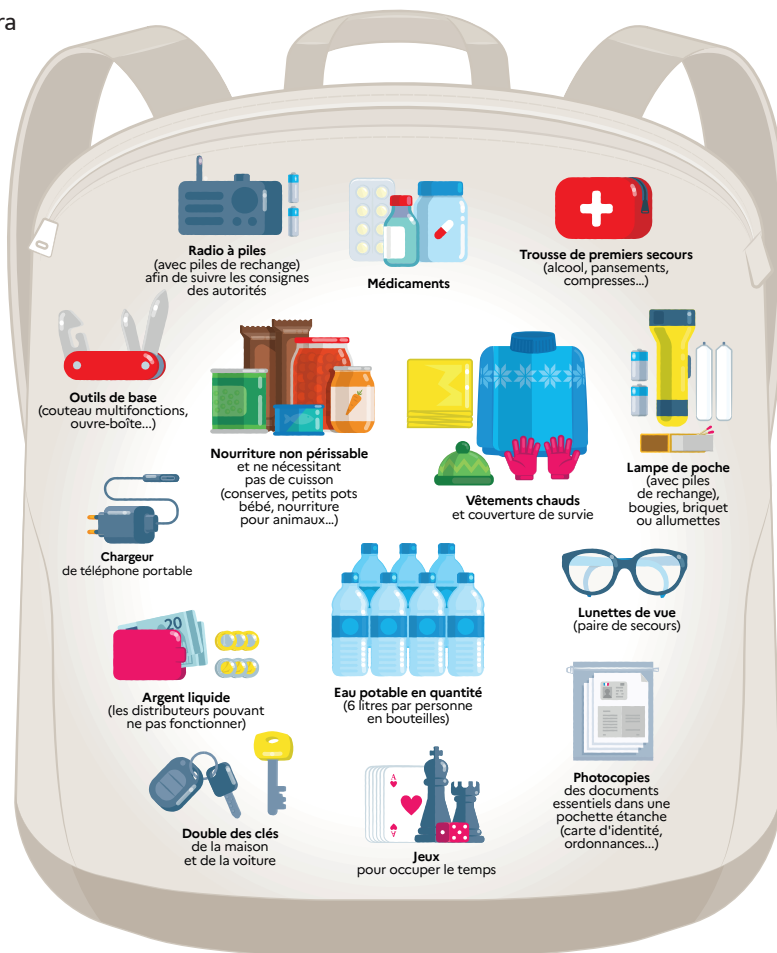 ra
Radio à piles
(avec piles de rechange)
afin de suivre les consignes
des autorités
Médicaments
Trousse de premiers secours
(alcool, pansements,
compresses...)
Outils de base
(couteau multifonctions,
ouvre-boîte...)
Nourriture non périssable
et ne nécessitant
pas de cuisson
(conserves, petits pots
bébé, nourriture
pour animaux...)
Vêtements chauds
et couverture de survie
Lampe de poche
(avec piles
de rechange),
bougies, briquet
ou allumettes
Chargeur
de téléphone portable
Lunettes de vue
(paire de secours)
20
Argent liquide
(les distributeurs pouvant
ne pas fonctionner)
Eau potable en quantité
(6 litres par personne
en bouteilles)
Photocopies
des documents
essentiels dans une
pochette étanche
(carte d'identité,
ordonnances...)
Double des clés
de la maison
et de la voiture
A
A
Jeux
pour occuper le temps